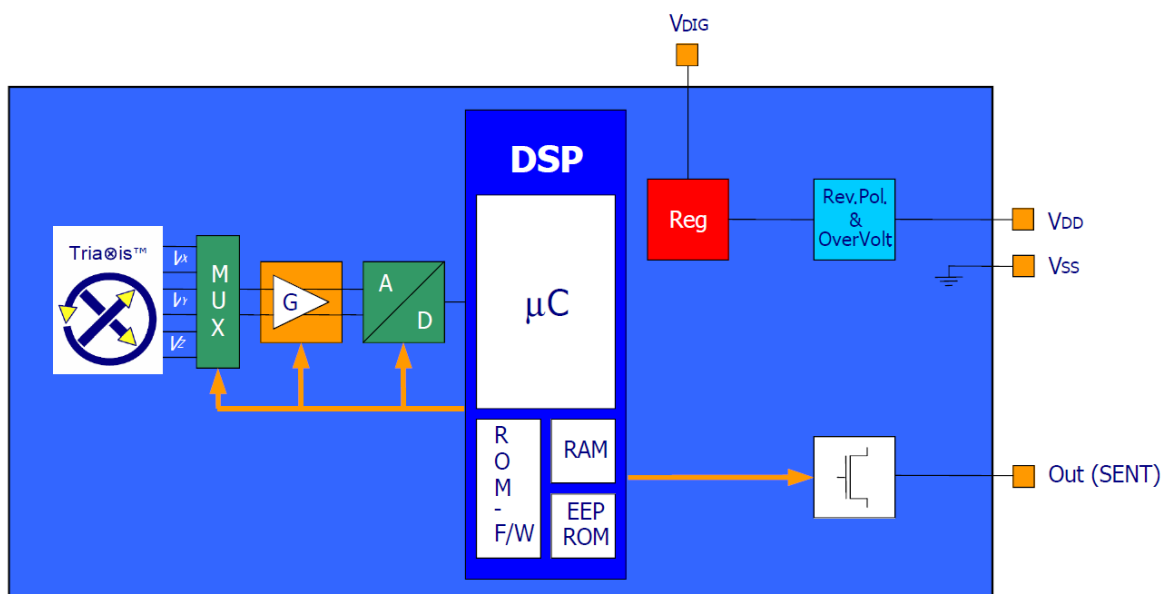 VDIG
DSP
Reg
Rev.Pol.
&
OverVolt
VDD
VSS
Tria⊗is™
VX
VY
VZ
M
U
X
G
A
D
μC
R
O
M
-
F/W
RAM
EEP
ROM
Out (SENT)